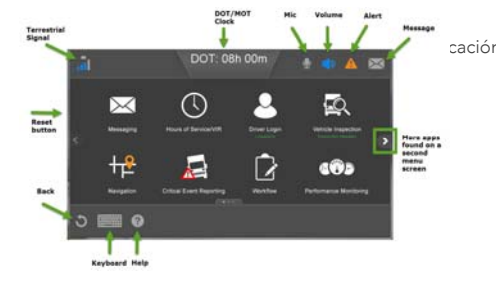 DOT/MOT
Clock
Mic
Volume
Alert
Message
Terrestrial
Signal
DOT: 08h 00m
cación
Reset
button
Messaging
Hours of Service/VIR
Driver Login
Vehicle Inspection
More apps
found on a
second
menu
screen
Navigation
Critical Event Reporting
Workflow
Performance Monitoring
Back
Keyboard
Help